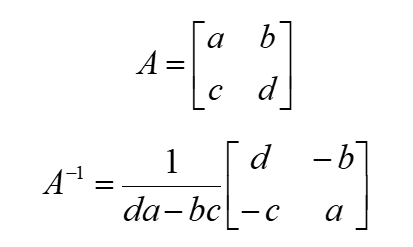 A = [a b
c d]
A⁻¹ = 1/(da − bc) [d −b
−c a]